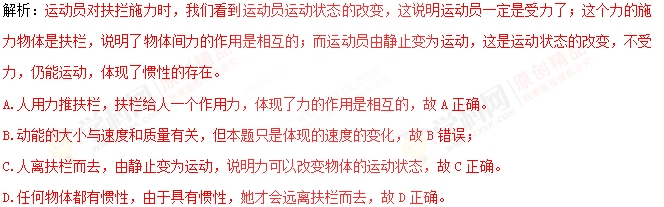 解析：运动员对扶拦施力时，我们看到运动员运动状态的改变，这说明运动员一定是受力了；这个力的施
力物体是扶栏，说明了物体间力的作用是相互的；而运动员由静止变为运动，这是运动状态的改变，不受
力，仍能运动，体现了惯性的存在。
A.人用力推扶栏，扶栏给人一个作用力，体现了力的作用是相互的，故 A 正确。
B.动能的大小与速度和质量有关，但本题只是体现的速度的变化，故 B 错误；
C.人离扶栏而去，由静止变为运动，说明力可以改变物体的运动状态，故 C 正确。
D.任何物体都有惯性，由于具有惯性，她才会远离扶栏而去，故 D 正确。